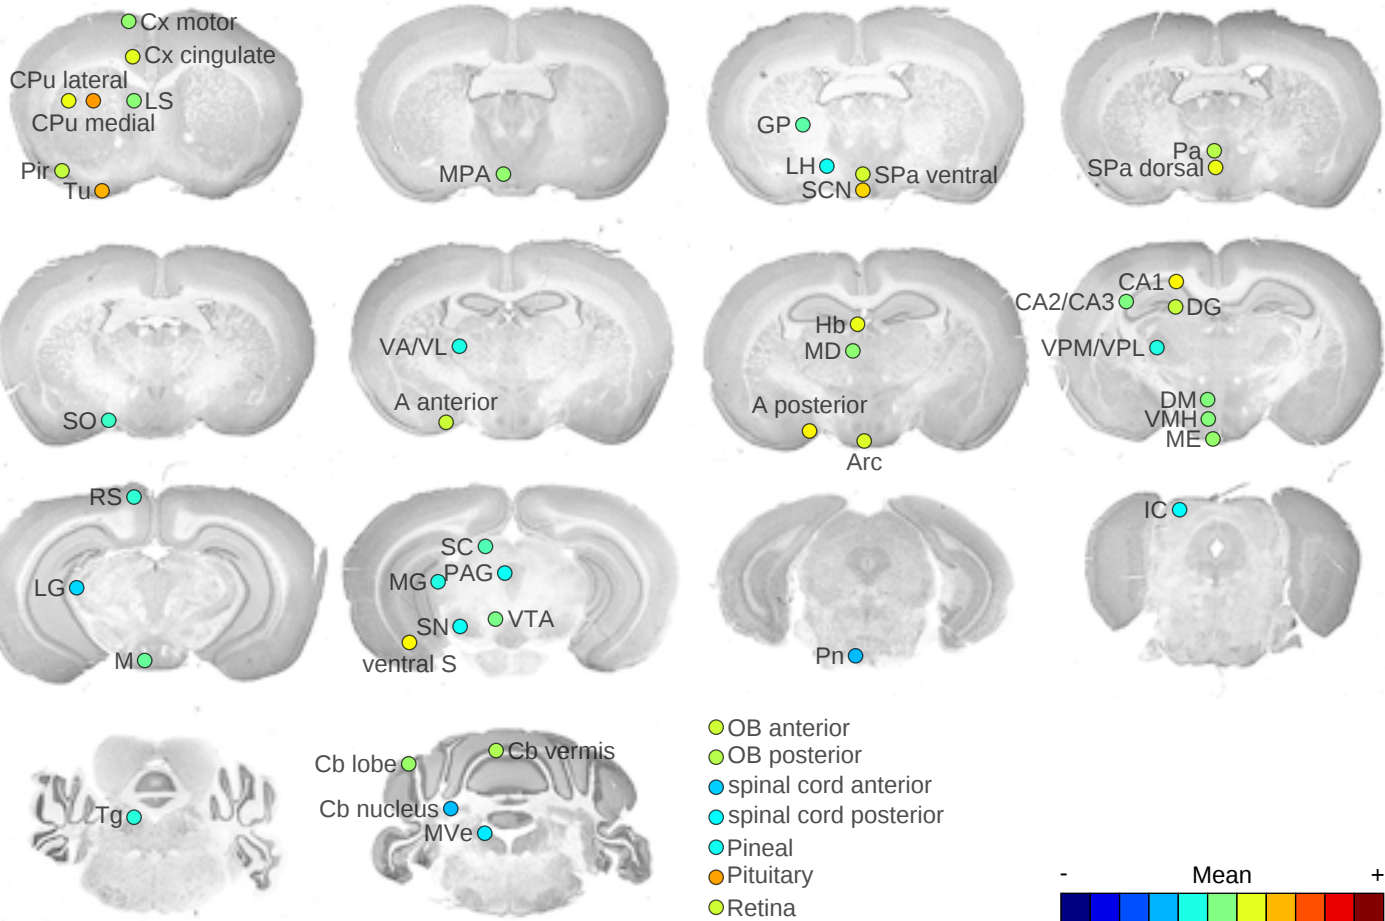 Cx motor
Cx cingulate
CPu lateral
LS
CPu medial
Pir
Tu
MPA
GP
LH
SPa ventral
SCN
Pa
SPa dorsal
SO
VA/VL
A anterior
Hb
MD
A posterior
Arc
CA1
CA2/CA3
DG
VPM/VPL
DM
VMH
ME
RS
LG
M
SC
MG
PAG
SN
VTA
ventral S
Pn
IC
Tg
Cb lobe
Cb vermis
Cb nucleus
MVe
OB anterior
OB posterior
spinal cord anterior
spinal cord posterior
Pineal
Pituitary
Retina
- Mean +